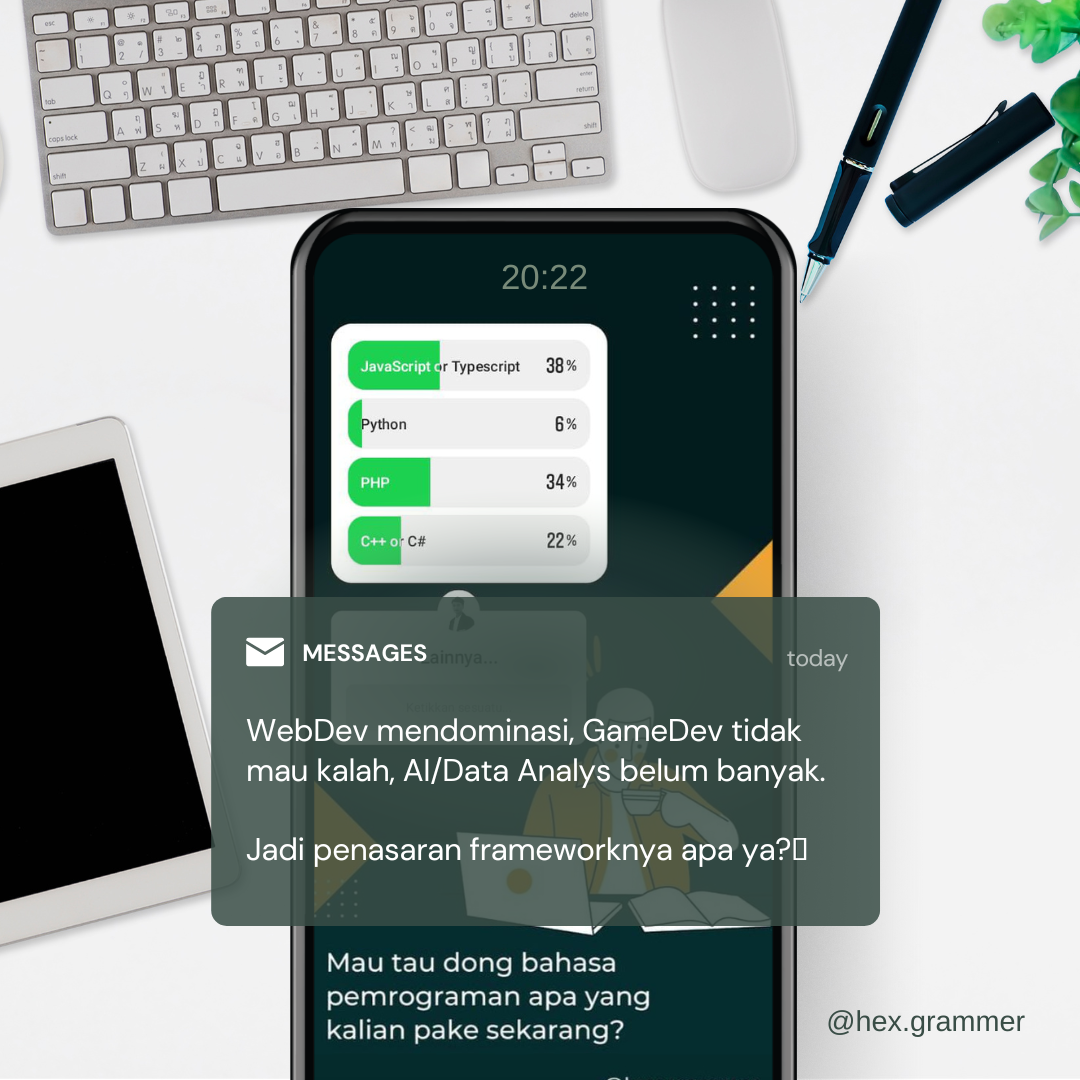 20:22
JavaScript or Typescript 38%
Python 6%
PHP 34%
C++ or C# 22%
MESSAGES
Lainnya...
today
WebDev mendominasi, GameDev tidak
mau kalah, AI/Data Analys belum banyak.
Jadi penasaran frameworknya apa ya?
Mau tau dong bahasa
pemrograman apa yang
kalian pake sekarang?
@hex.grammer